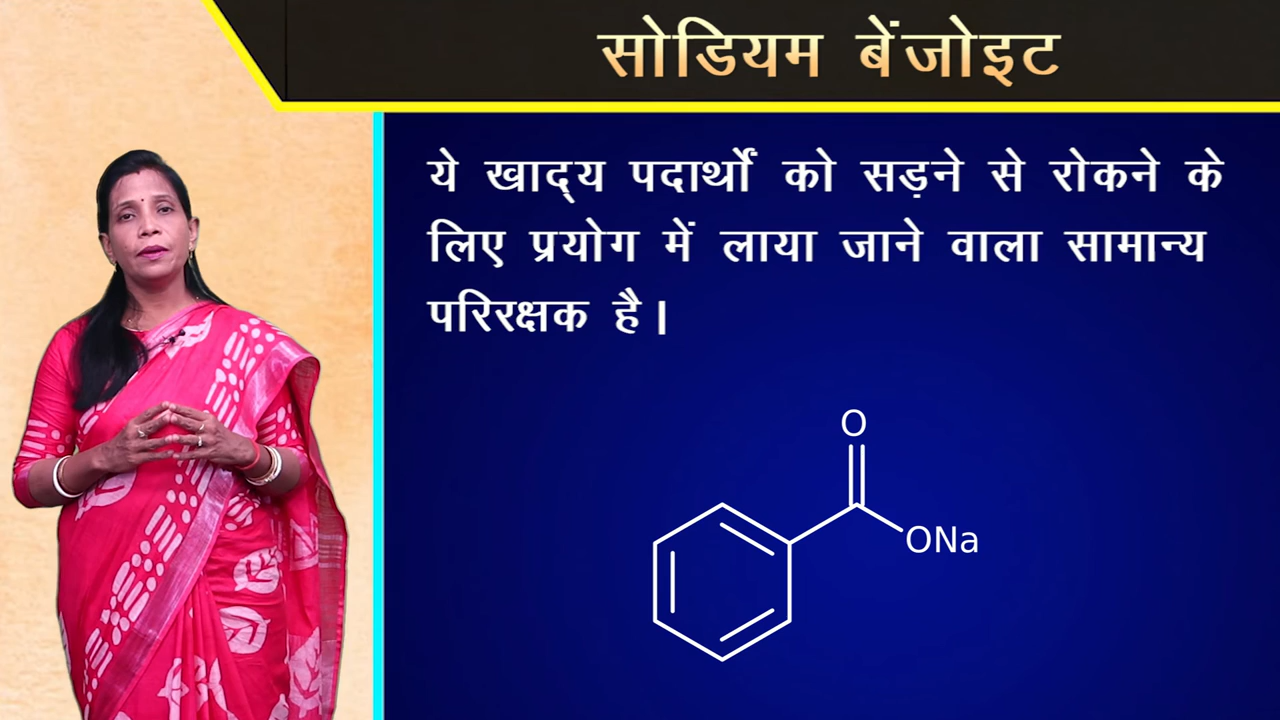 सोडियम बेंजोइट
ये खाद्‌य पदार्थों को सड़ने से रोकने के
लिए प्रयोग में लाया जाने वाला सामान्य
परिरक्षक है।
O
ONa